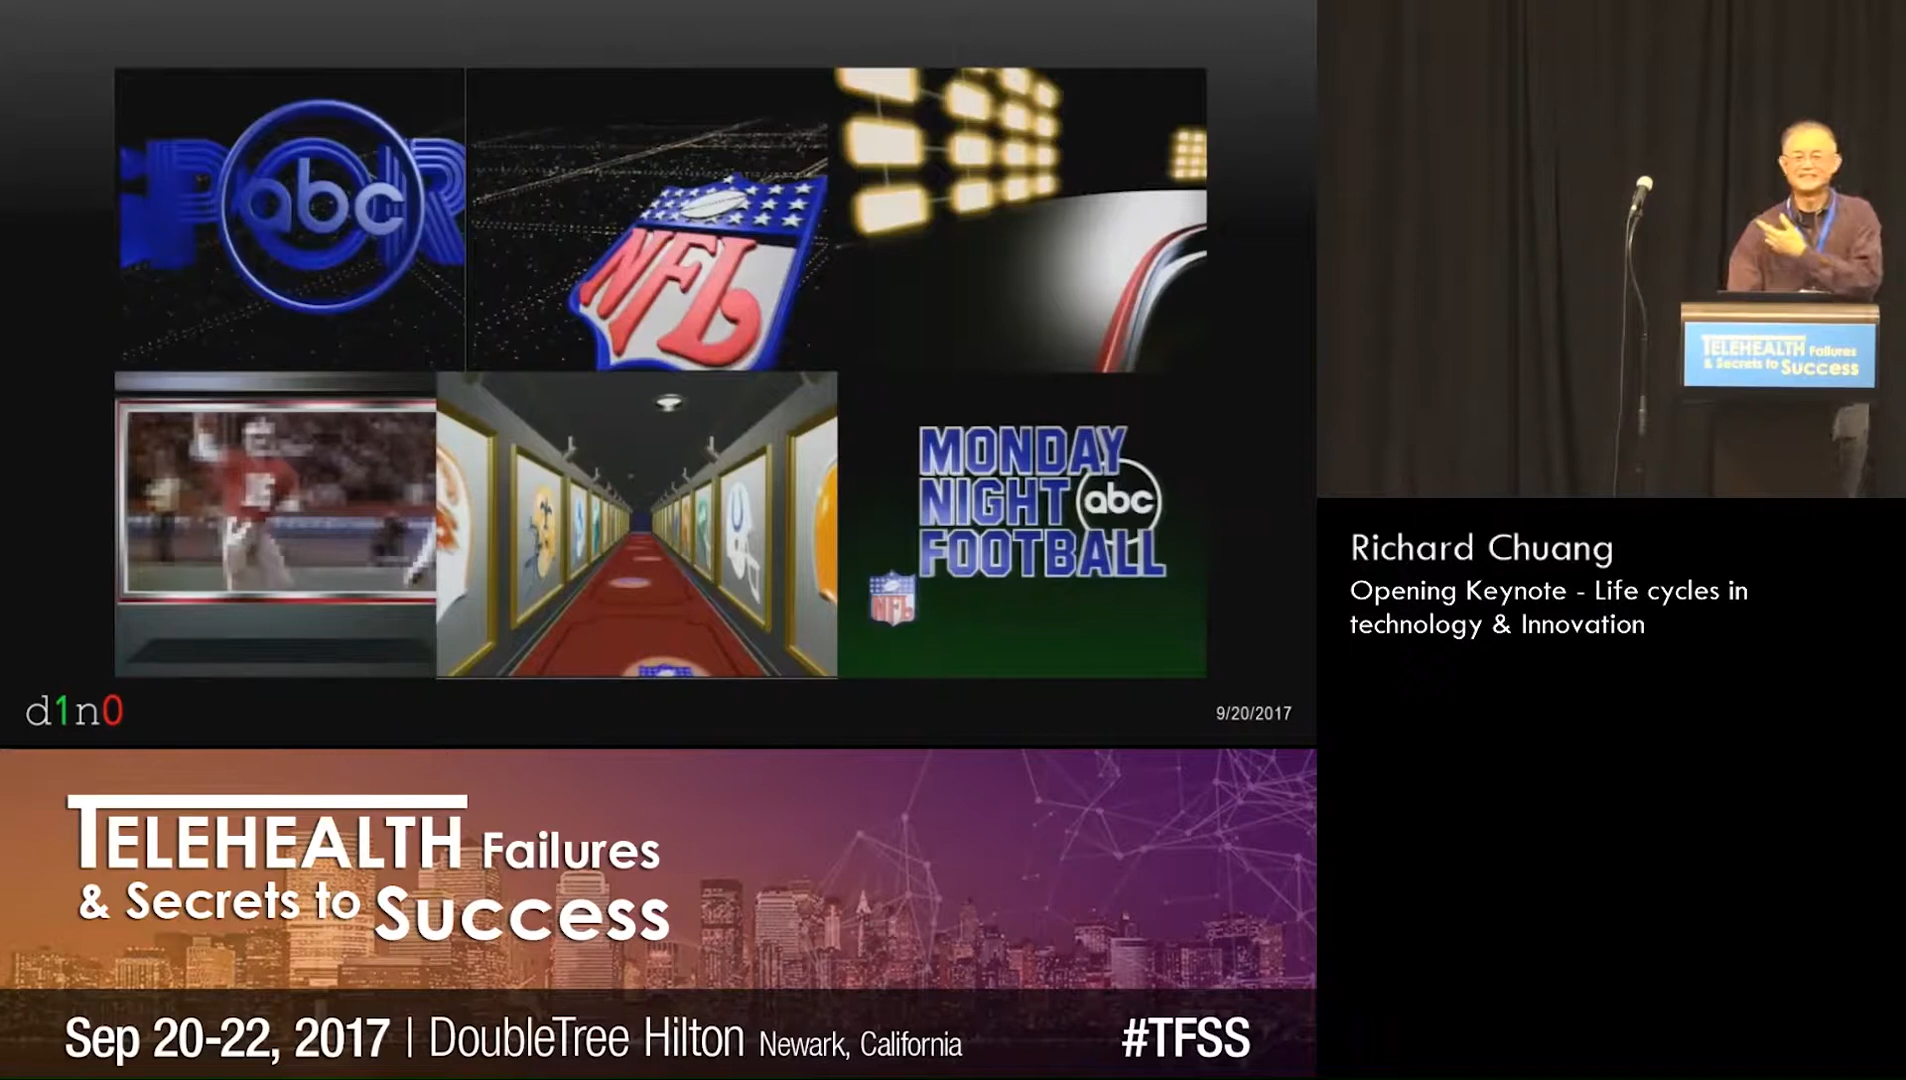 SPOR
abc
NFL
MONDAY
NIGHT abc
FOOTBALL
NFL
d1n0
9/20/2017
TELEHEALTH Failures
& Secrets to Success
Richard Chuang
Opening Keynote - Life cycles in
technology & Innovation
TELEHEALTH Failures
& Secrets to Success
Sep 20-22, 2017 | DoubleTree Hilton Newark, California
#TFSS